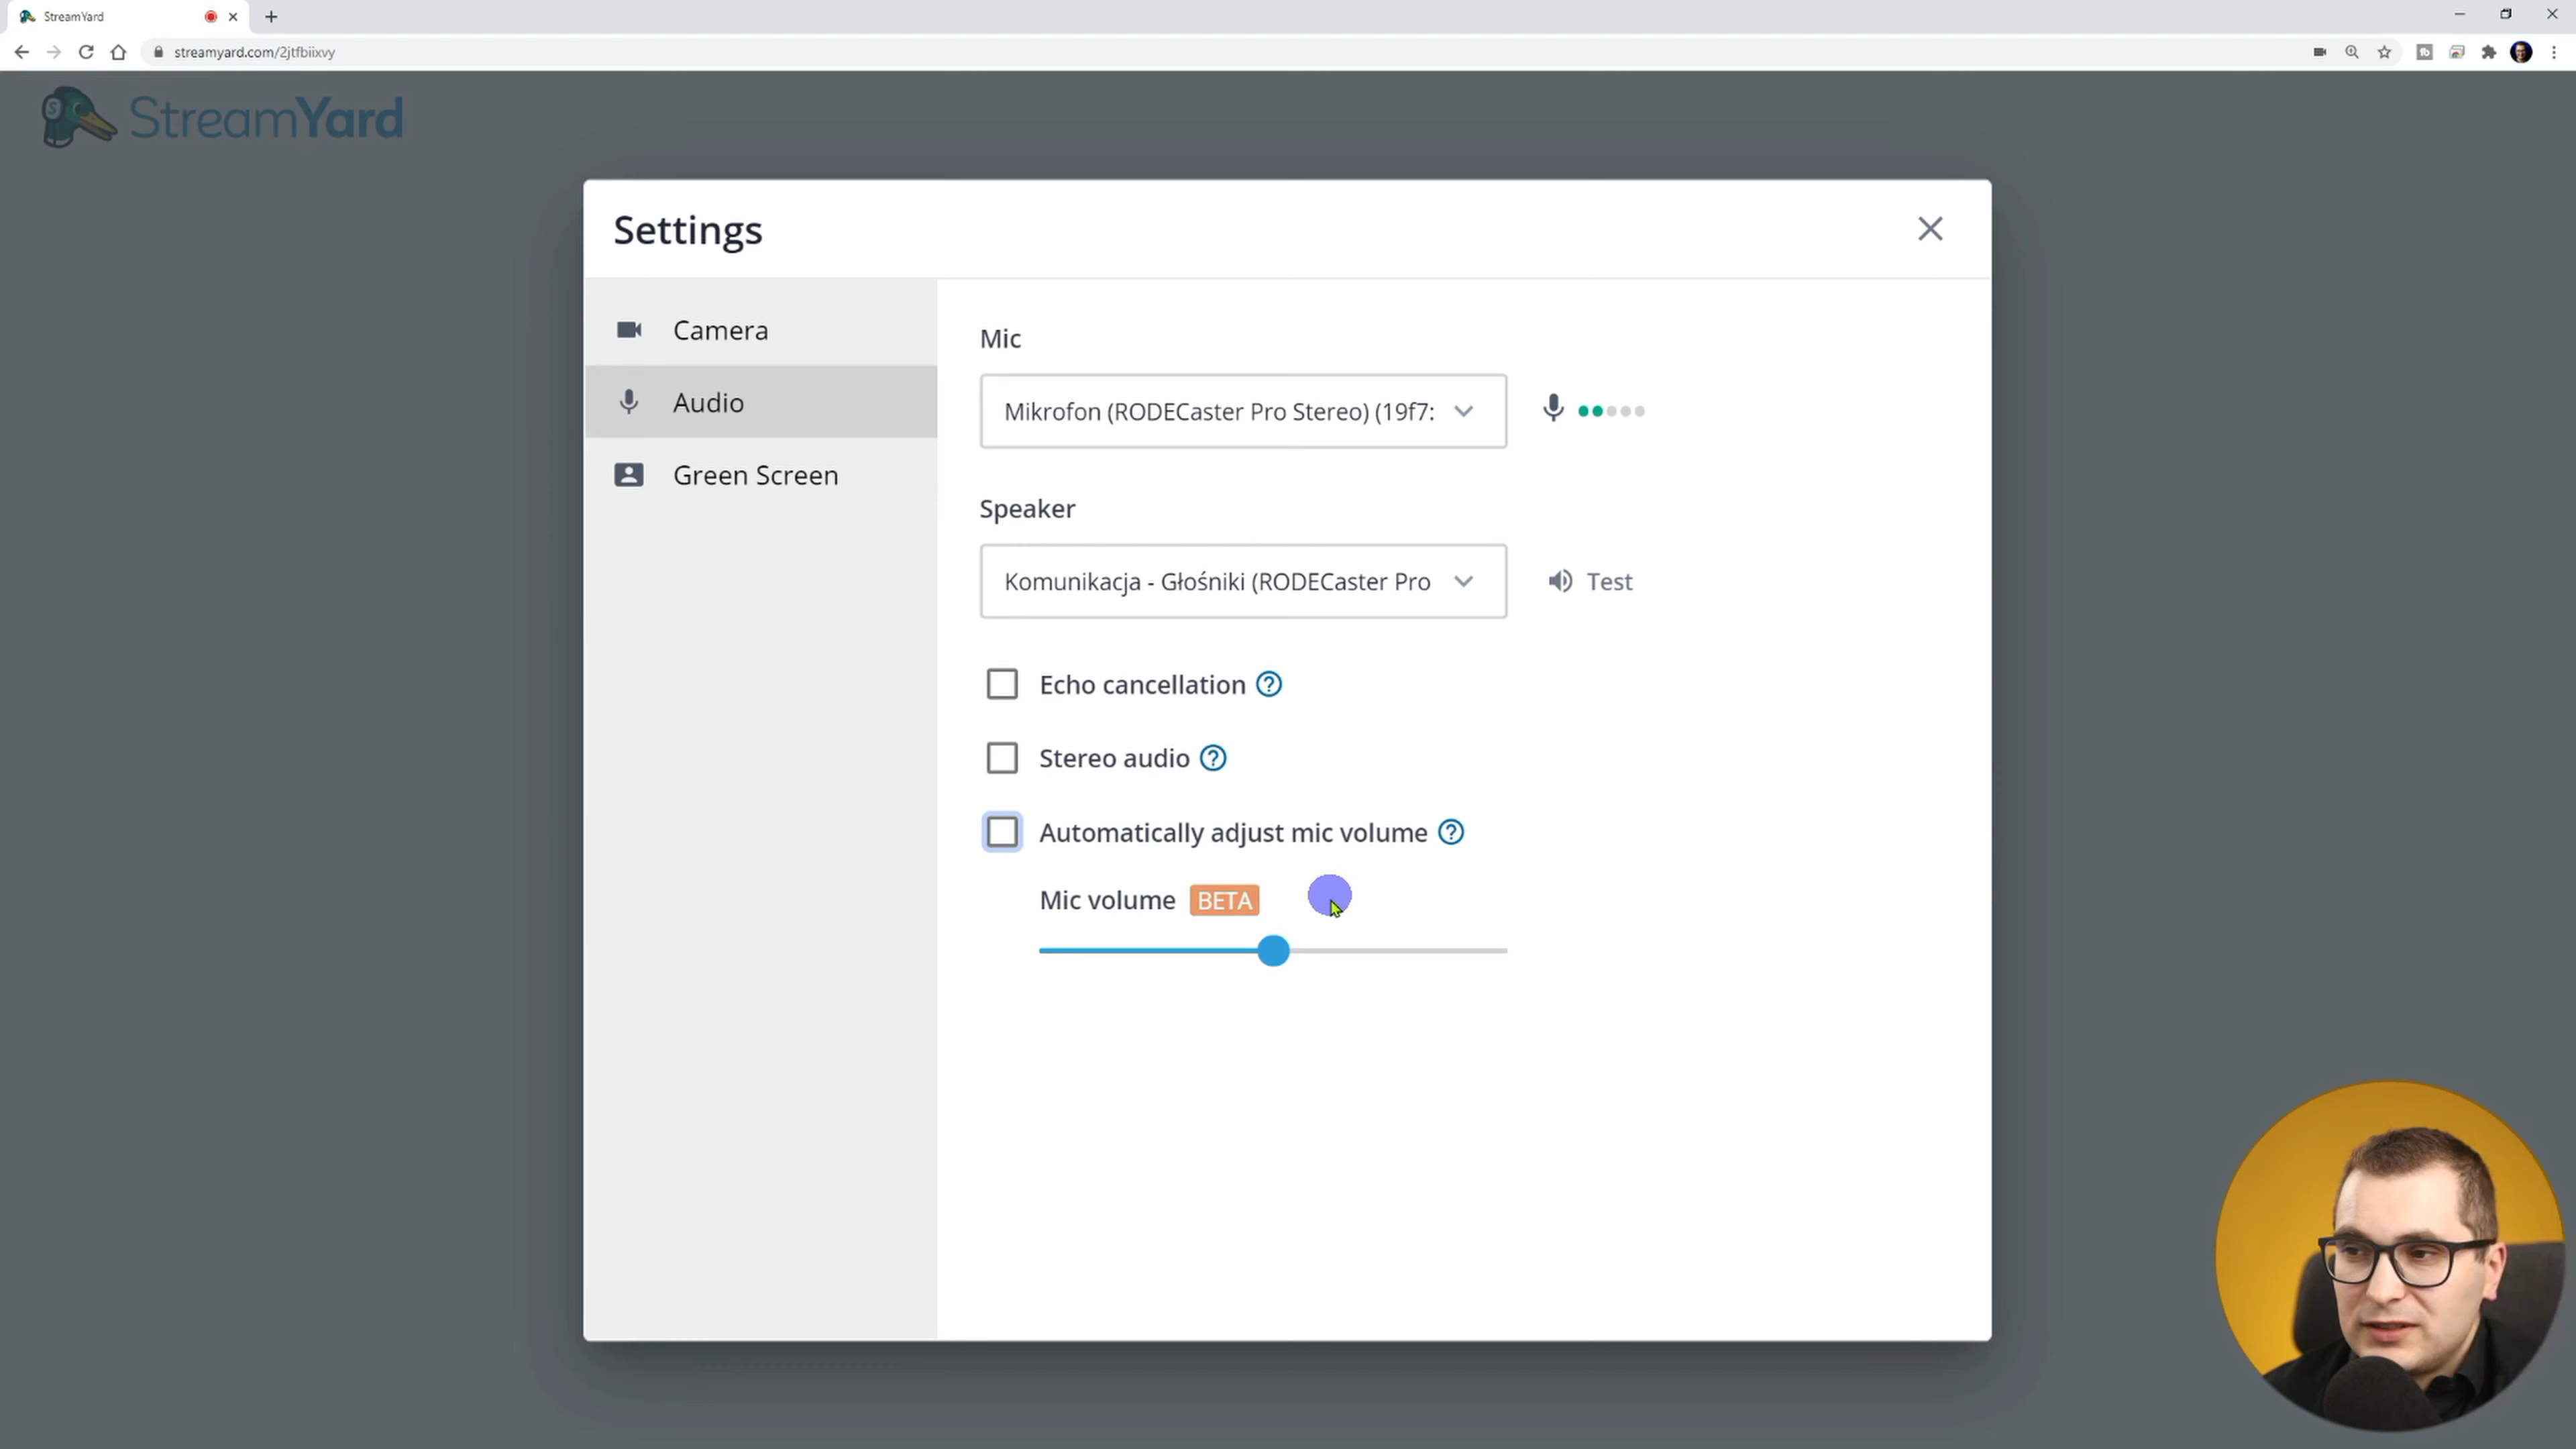 StreamYard
streamyard.com/2jtfbiixvy
StreamYard
Settings
Camera
Audio
Green Screen
Mic
Mikrofon (RODECaster Pro Stereo) (19f7:
Speaker
Komunikacja - Głośniki (RODECaster Pro
Test
Echo cancellation
Stereo audio
Automatically adjust mic volume
Mic volume BETA